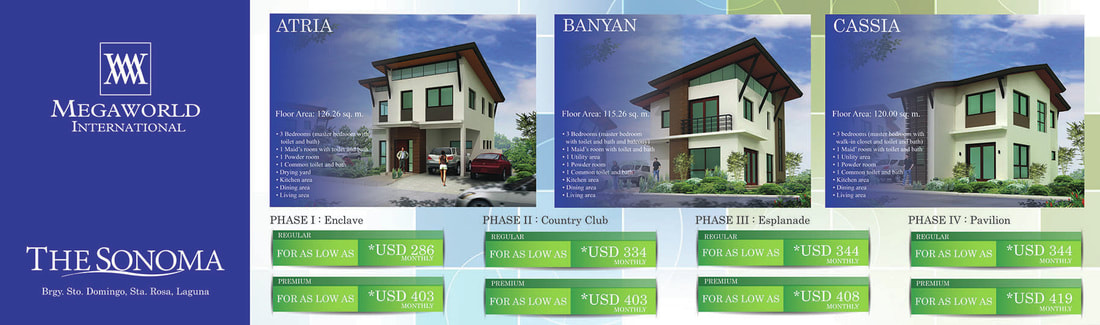 MEGAWORLD
INTERNATIONAL
THE SONOMA
Brgy. Sto. Domingo, Sta. Rosa, Laguna
ATRIA
Floor Area: 126.26 sq. m.
• 3 Bedrooms (master bedroom with
toilet and bath)
• 1 Maid's room with toilet and bath
• 1 Powder room
• 1 Common toilet and bath
• Drying yard
• Kitchen area
• Dining area
• Living area
BANYAN
Floor Area: 115.26 sq. m.
• 3 Bedrooms (master bedroom
with toilet and bath and balcony)
• 1 Maid's room with toilet and bath
• 1 Utility area
• 1 Powder room
• 1 Common toilet and bath
• Kitchen area
• Dining area
• Living area
CASSIA
Floor Area: 120.00 sq. m.
• 3 Bedrooms (master bedroom with
walk-in closet and toilet and bath)
• 1 Maid's room with toilet and bath
• 1 Utility area
• 1 Powder room
• 1 Common toilet and bath
• Kitchen area
• Dining area
• Living area
PHASE I : Enclave
REGULAR
FOR AS LOW AS *USD 286
MONTHLY
PREMIUM
FOR AS LOW AS *USD 403
MONTHLY
PHASE II : Country Club
REGULAR
FOR AS LOW AS *USD 334
MONTHLY
PREMIUM
FOR AS LOW AS *USD 403
MONTHLY
PHASE III : Esplanade
REGULAR
FOR AS LOW AS *USD 344
MONTHLY
PREMIUM
FOR AS LOW AS *USD 408
MONTHLY
PHASE IV : Pavilion
REGULAR
FOR AS LOW AS *USD 344
MONTHLY
PREMIUM
FOR AS LOW AS *USD 419
MONTHLY